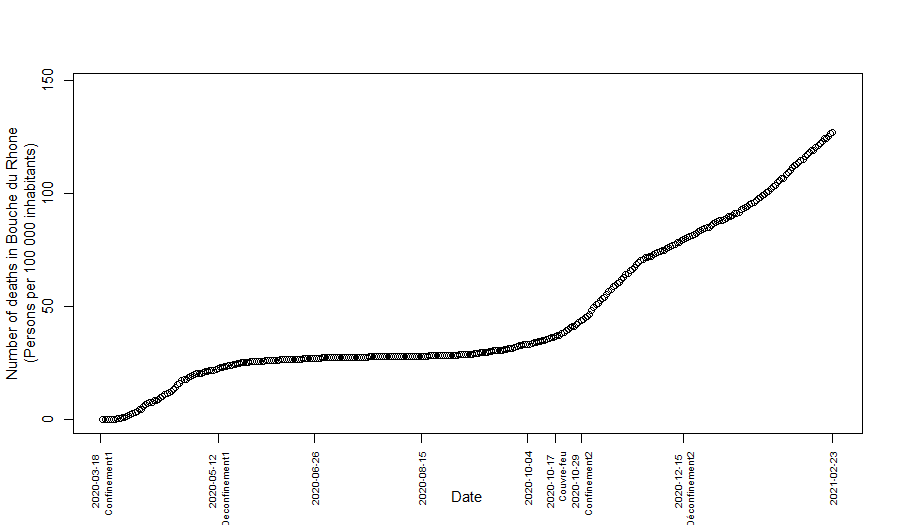 Number of deaths in Bouche du Rhone
(Persons per 100 000 inhabitants)
150
100
50
0
2020-03-18
Confinement1
2020-05-12
Deconfinement1
2020-06-26
2020-08-15
2020-10-04
2020-10-17
Couvre-feu
2020-10-29
Confinement2
2020-12-15
Déconfinement2
2021-02-23
Date